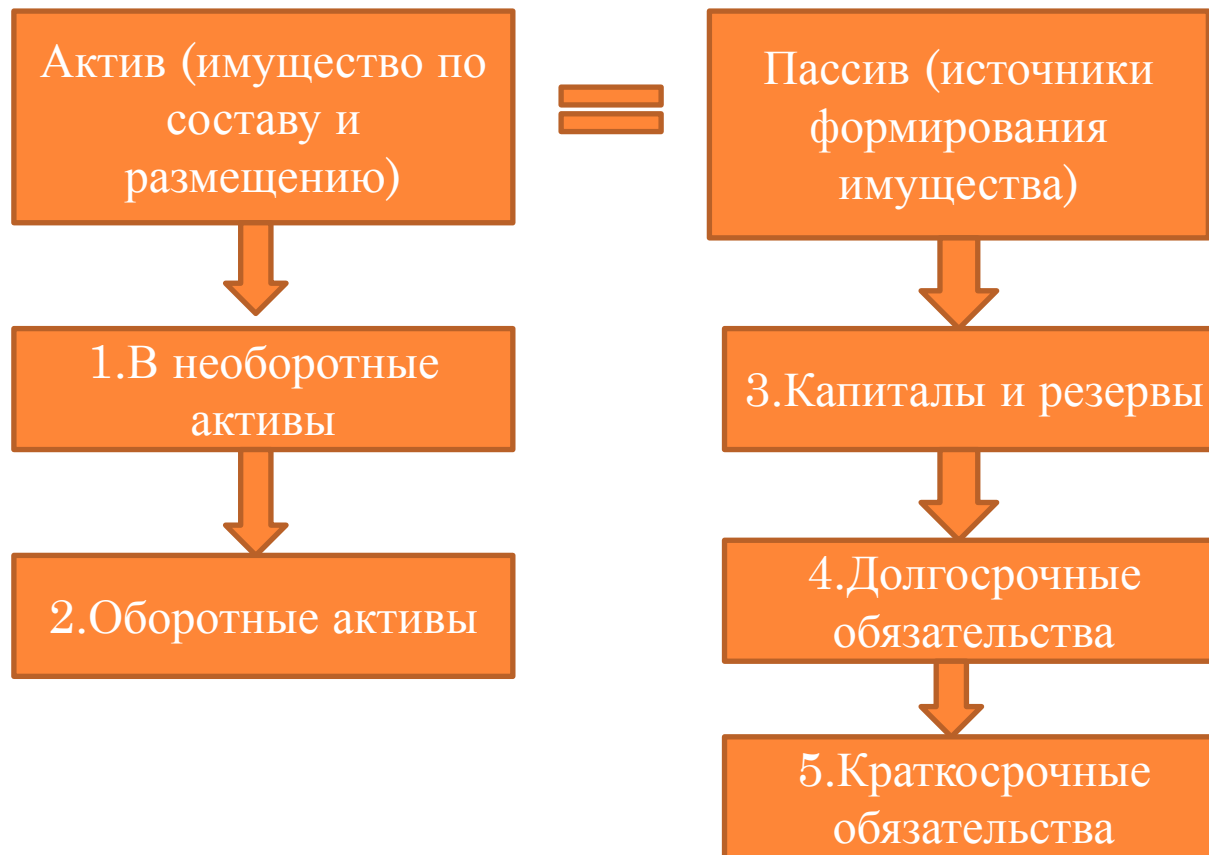 Актив (имущество по
составу и
размещению)
Пассив (источники
формирования
имущества)
1.В необоротные
активы
2.Оборотные активы
3.Капиталы и резервы
4.Долгосрочные
обязательства
5.Краткосрочные
обязательства